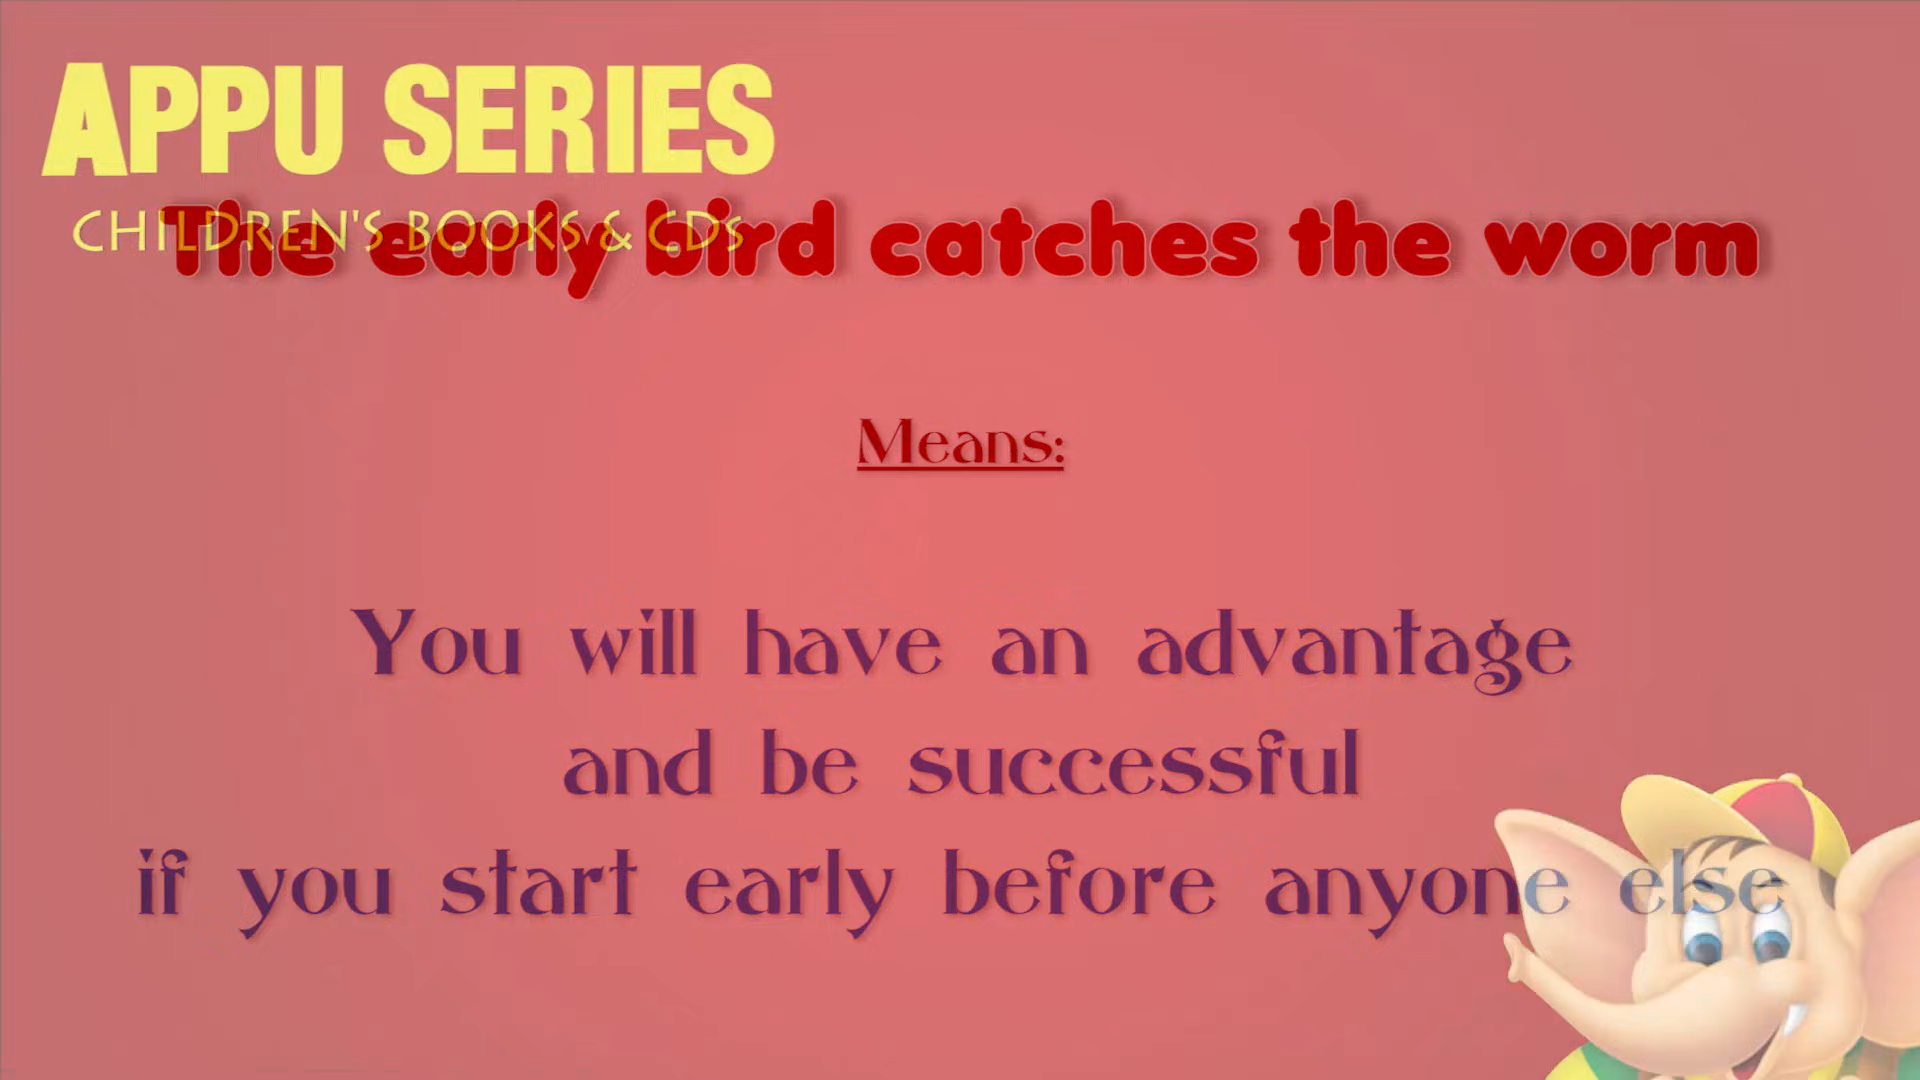 APPU SERIES
CHILDREN'S BOOKS & CDs
The early bird catches the worm
Means:
You will have an advantage
and be successful
if you start early before anyone else